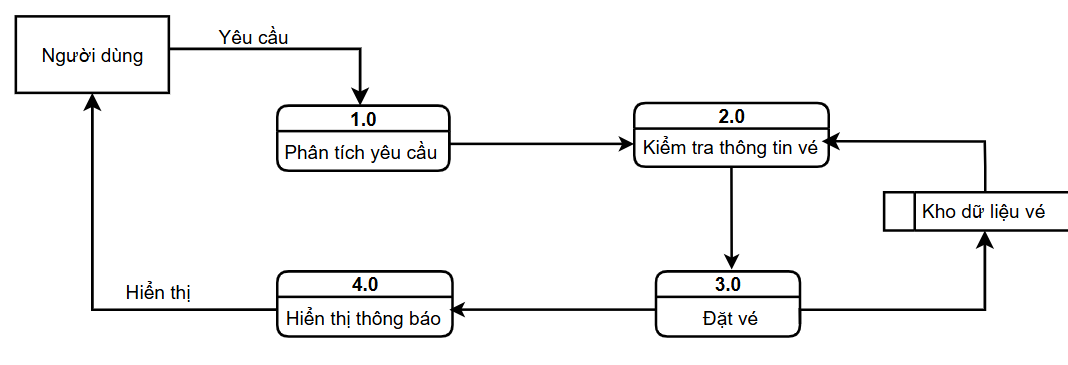 Yêu cầu
Người dùng
1.0
Phân tích yêu cầu
2.0
Kiểm tra thông tin vé
Kho dữ liệu vé
Hiển thị
4.0
Hiển thị thông báo
3.0
Đặt vé